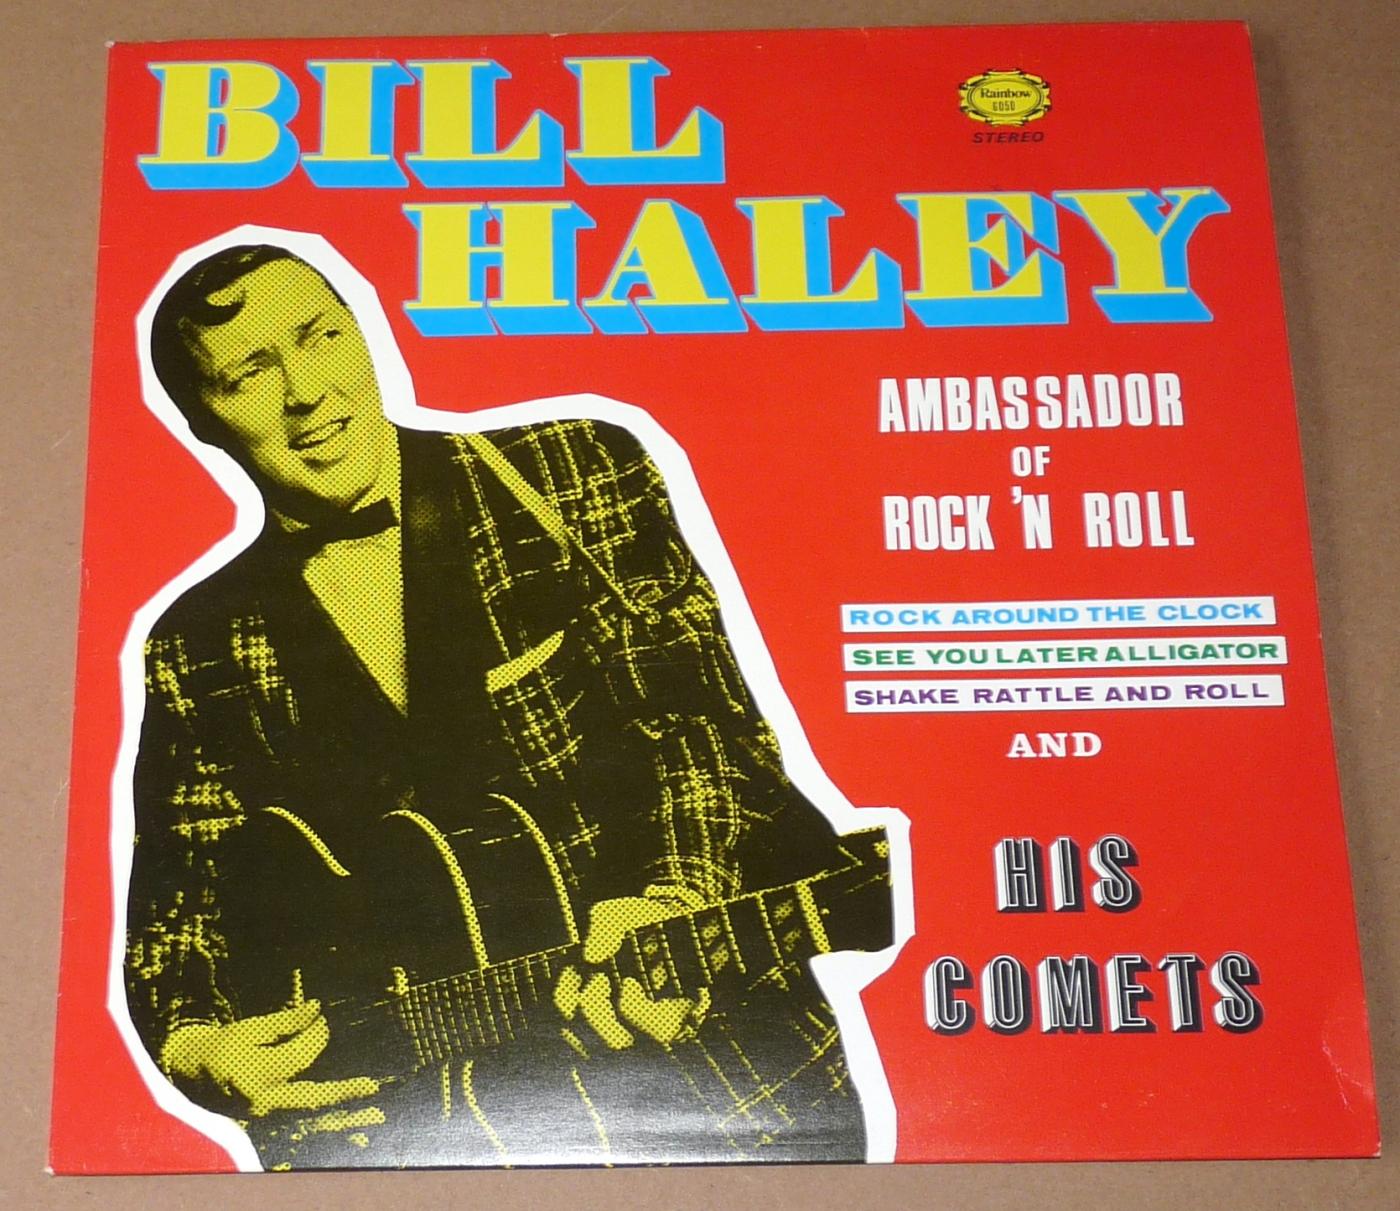 BILL
HALEY
Rainbow
6050
STEREO
AMBASSADOR
OF
ROCK 'N ROLL
ROCK AROUND THE CLOCK
SEE YOU LATER ALLIGATOR
SHAKE RATTLE AND ROLL
AND
HIS
COMETS